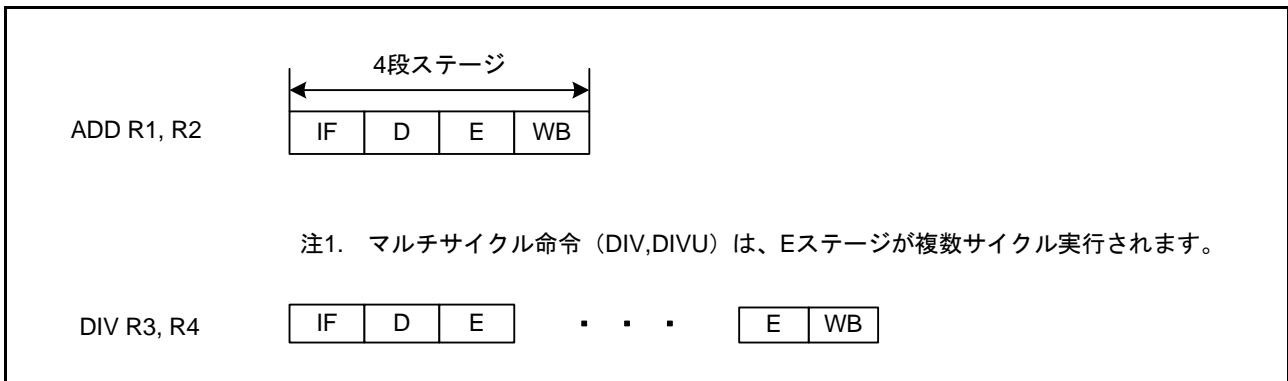 4段ステージ
ADD R1, R2 IF D E WB
注1. マルチサイクル命令（DIV,DIVU）は、Eステージが複数サイクル実行されます。
DIV R3, R4 IF D E ・ ・ ・ E WB